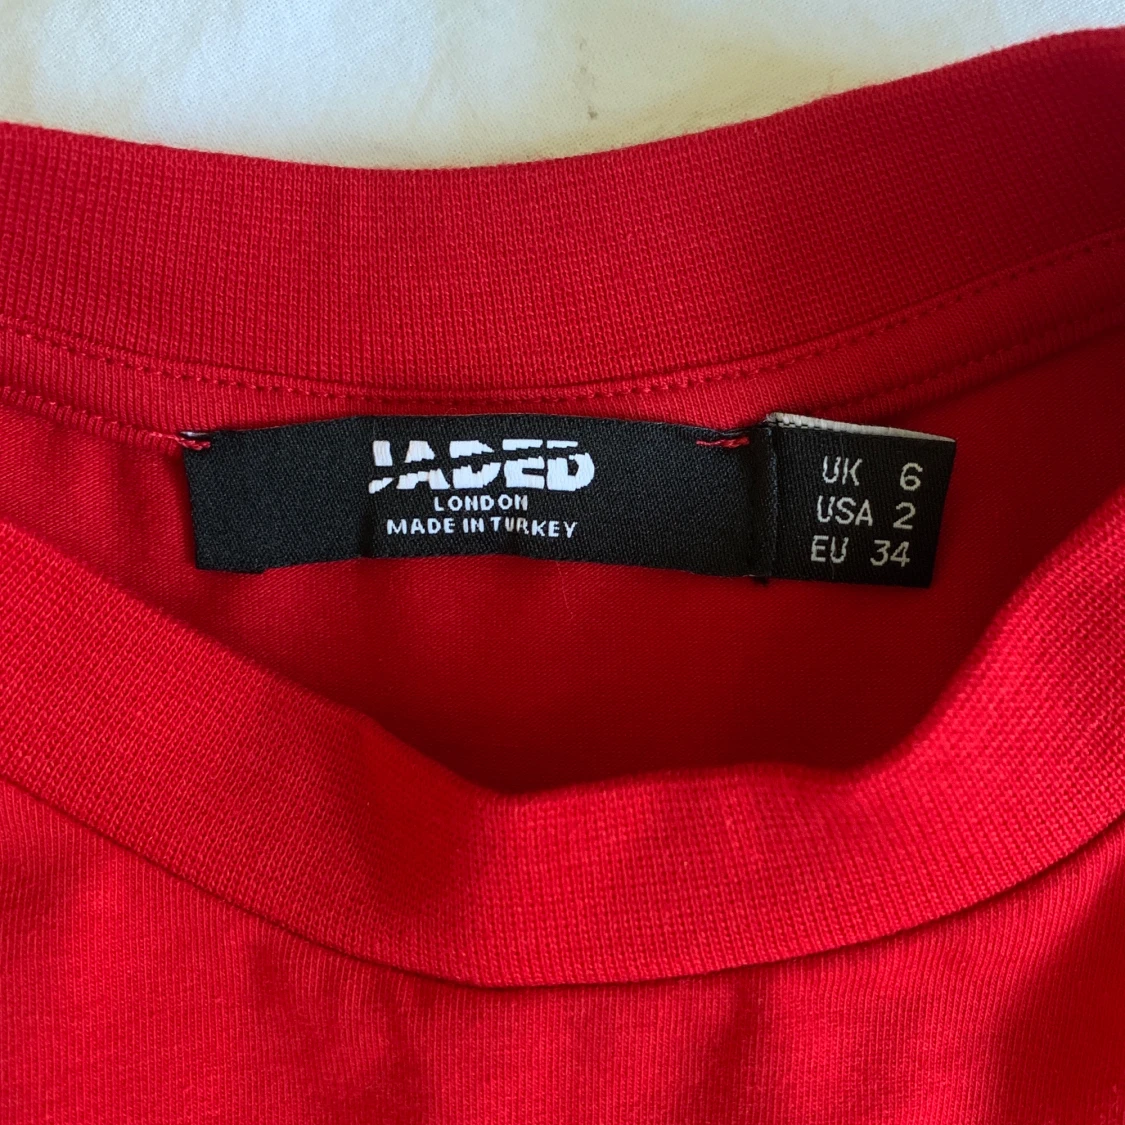 JADED
LONDON
MADE IN TURKEY
UK 6
USA 2
EU 34